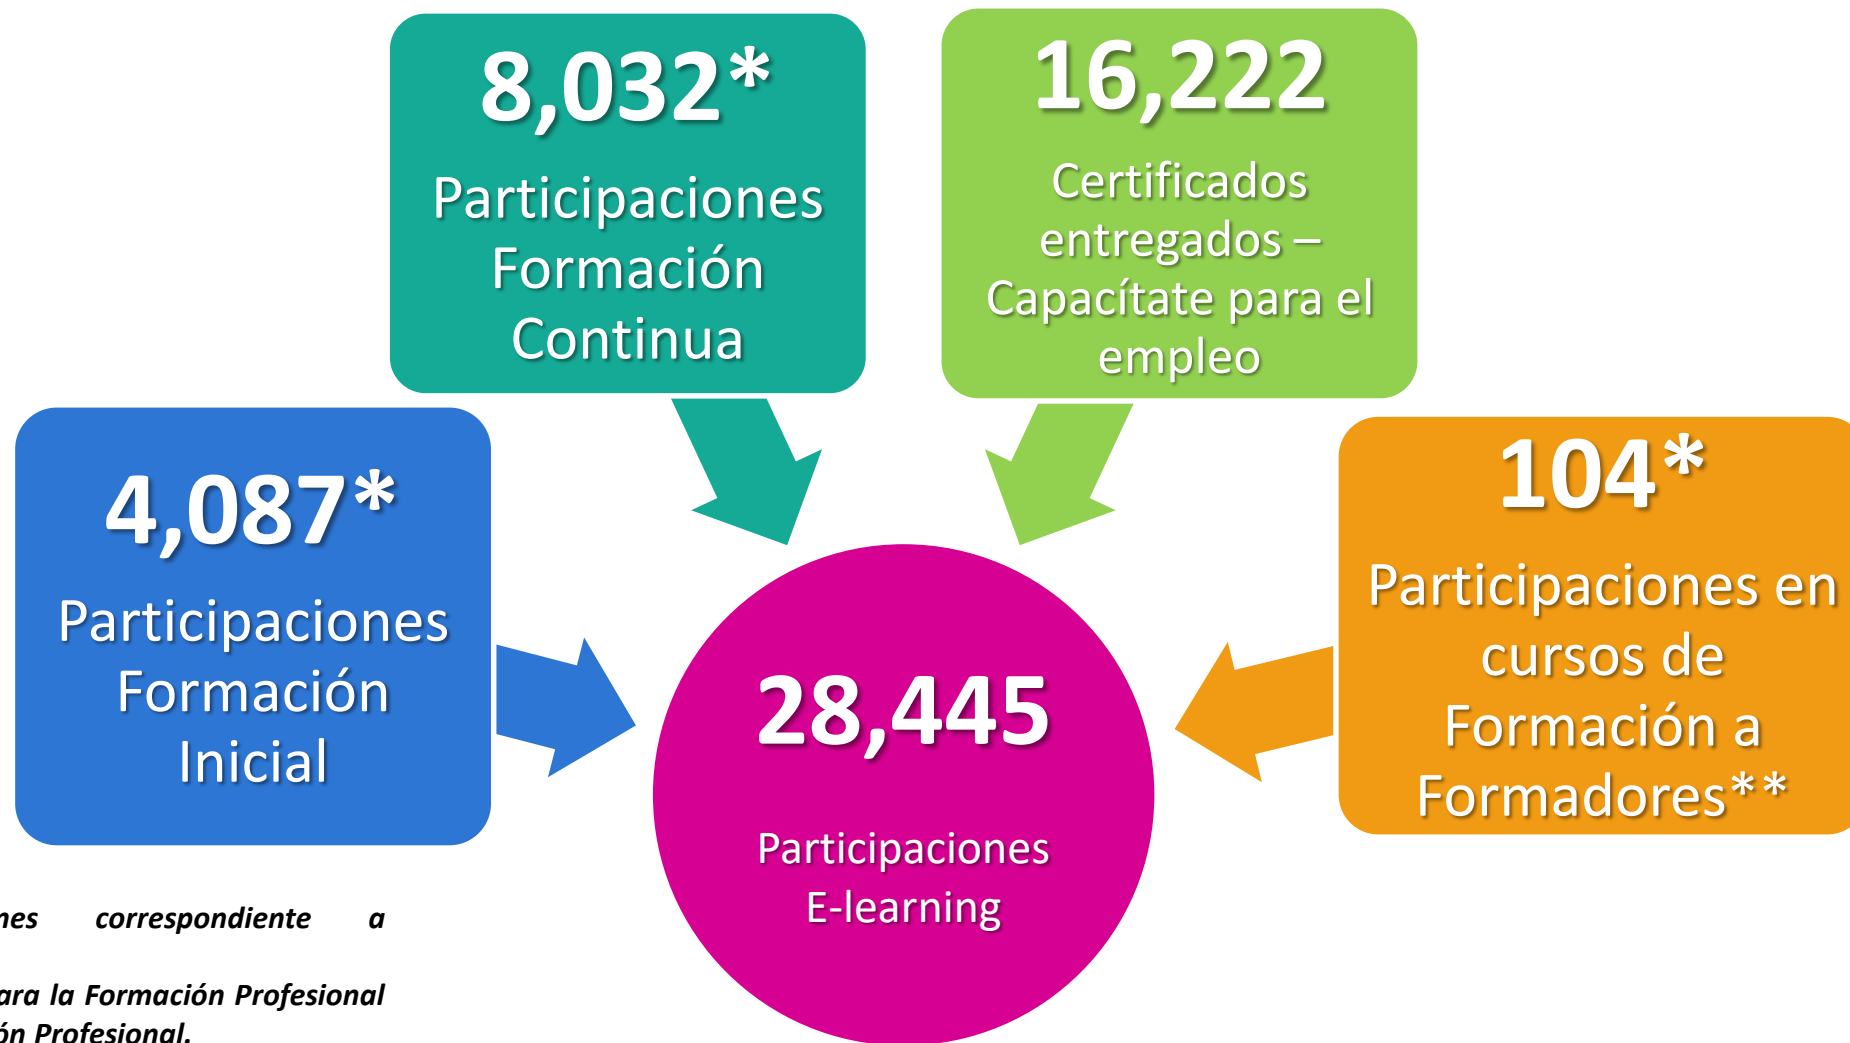 8,032*
Participaciones
Formación
Continua
16,222
Certificados
entregados –
Capacítate para el
empleo
4,087*
Participaciones
Formación
Inicial
104*
Participaciones en
cursos de
Formación a
Formadores**
28,445
Participaciones
E-learning
correspondiente a
la Formación Profesional
Profesional.